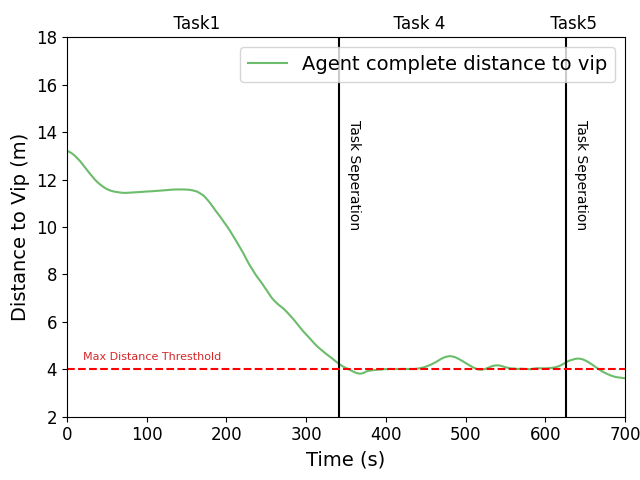 Task1 Task 4 Task5
18
16
14
12
10
8
6
4
2
Distance to Vip (m)
Agent complete distance to vip
Task Seperation
Task Seperation
Max Distance Thresthold
0 100 200 300 400 500 600 700
Time (s)